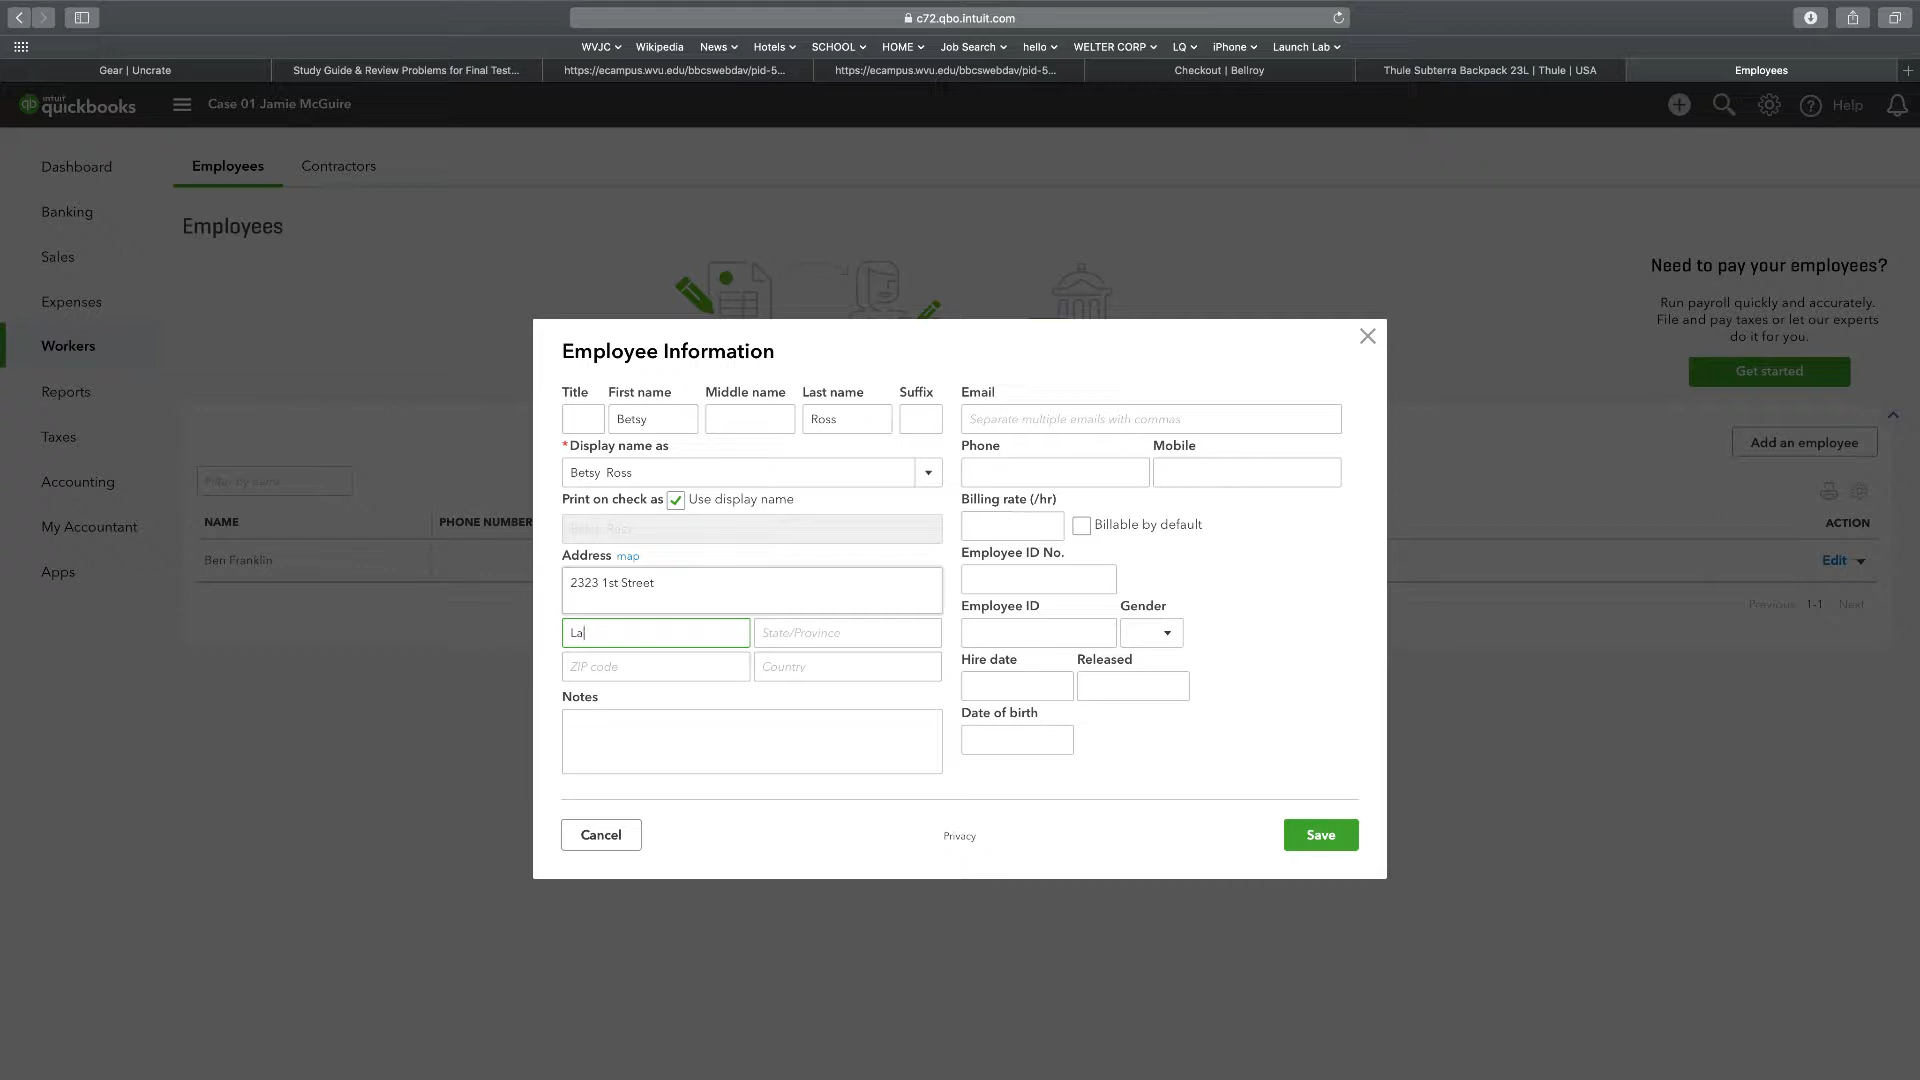 c72.qbo.intuit.com
WVJC Wikipedia News Hotels SCHOOL HOME Job Search hello WELTER CORP LQ iPhone Launch Lab
Gear | Uncrate Study Guide & Review Problems for Final Test... https://ecampus.wvu.edu/bbcswebdav/pid-5... https://ecampus.wvu.edu/bbcswebdav/pid-5... Checkout | Bellroy Thule Subterra Backpack 23L | Thule | USA Employees
intuit quickbooks Case 01 Jamie McGuire Help
Dashboard
Banking
Sales
Expenses
Workers
Reports
Taxes
Accounting
My Accountant
Apps
Employees Contractors
Employees
Need to pay your employees?
Run payroll quickly and accurately.
File and pay taxes or let our experts
do it for you.
Get started
Add an employee
Filter by name
NAME PHONE NUMBER ACTION
Ben Franklin Edit
Previous 1-1 Next
Employee Information
Title First name Middle name Last name Suffix
Betsy Ross
*Display name as
Betsy Ross
Print on check as Use display name
Betsy Ross
Address map
2323 1st Street
La State/Province
ZIP code Country
Notes
Email
Separate multiple emails with commas
Phone Mobile
Billing rate (/hr)
Billable by default
Employee ID No.
Employee ID Gender
Hire date Released
Date of birth
Cancel Privacy Save